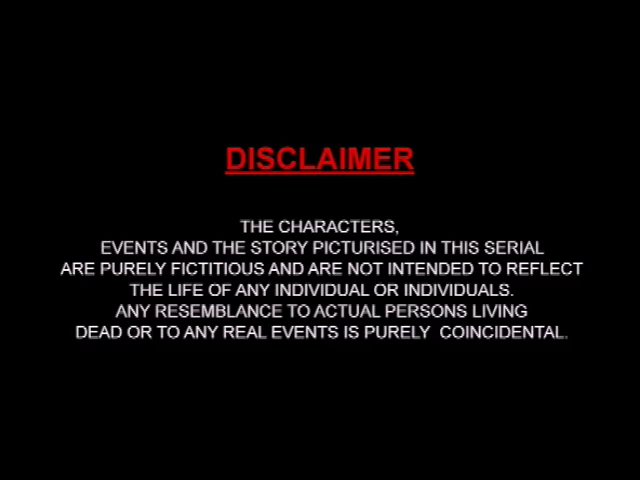 DISCLAIMER
THE CHARACTERS,
EVENTS AND THE STORY PICTURISED IN THIS SERIAL
ARE PURELY FICTITIOUS AND ARE NOT INTENDED TO REFLECT
THE LIFE OF ANY INDIVIDUAL OR INDIVIDUALS.
ANY RESEMBLANCE TO ACTUAL PERSONS LIVING
DEAD OR TO ANY REAL EVENTS IS PURELY COINCIDENTAL.